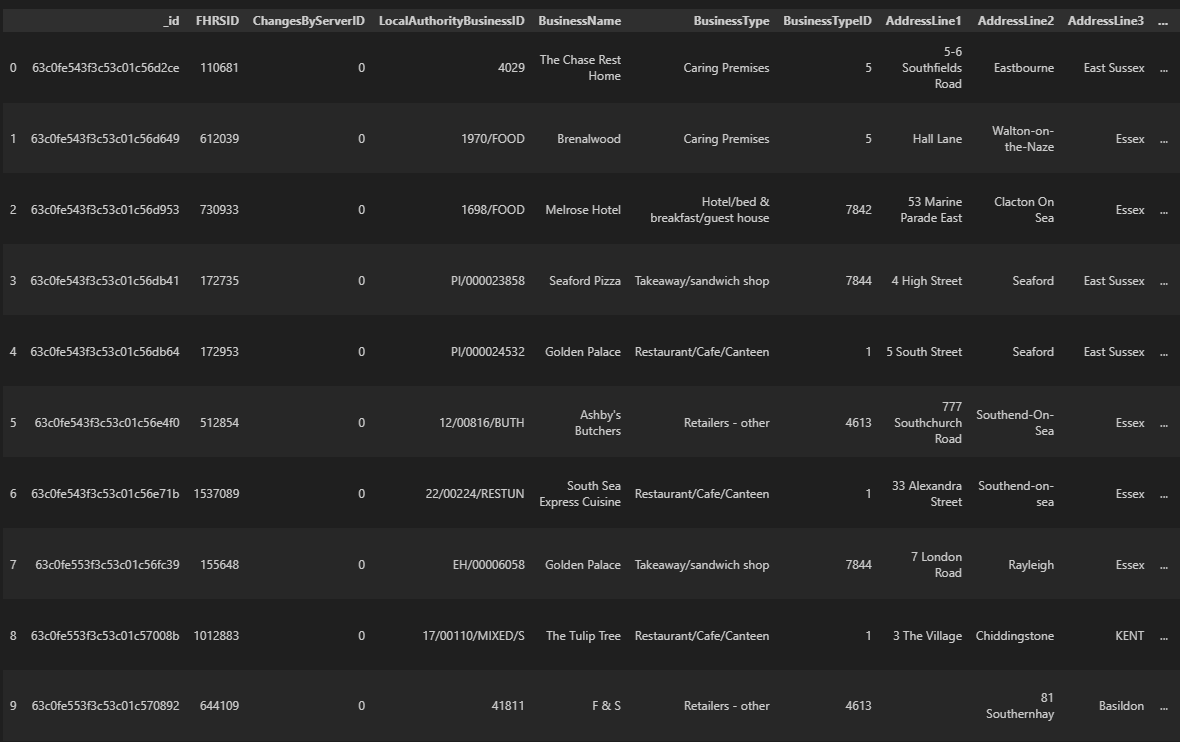 _id FHRSID ChangesByServerID LocalAuthorityBusinessID BusinessName BusinessType BusinessTypeID AddressLine1 AddressLine2 AddressLine3 ...
0 63c0fe543f3c53c01c56d2ce 110681 0 4029 The Chase Rest Home Caring Premises 5 5-6 Southfields Road Eastbourne East Sussex ...
1 63c0fe543f3c53c01c56d649 612039 0 1970/FOOD Brenalwood Caring Premises 5 Hall Lane Walton-on-the-Naze Essex ...
2 63c0fe543f3c53c01c56d953 730933 0 1698/FOOD Melrose Hotel Hotel/bed & breakfast/guest house 7842 53 Marine Parade East Clacton On Sea Essex ...
3 63c0fe543f3c53c01c56db41 172735 0 PI/000023858 Seaford Pizza Takeaway/sandwich shop 7844 4 High Street Seaford East Sussex ...
4 63c0fe543f3c53c01c56db64 172953 0 PI/000024532 Golden Palace Restaurant/Cafe/Canteen 1 5 South Street Seaford East Sussex ...
5 63c0fe543f3c53c01c56e4f0 512854 0 12/00816/BUTH Ashby's Butchers Retailers - other 4613 777 Southchurch Road Southend-On-Sea Essex ...
6 63c0fe543f3c53c01c56e71b 1537089 0 22/00224/RESTUN South Sea Express Cuisine Restaurant/Cafe/Canteen 1 33 Alexandra Street Southend-on-sea Essex ...
7 63c0fe553f3c53c01c56fc39 155648 0 EH/00006058 Golden Palace Takeaway/sandwich shop 7844 7 London Road Rayleigh Essex ...
8 63c0fe553f3c53c01c57008b 1012883 0 17/00110/MIXED/S The Tulip Tree Restaurant/Cafe/Canteen 1 3 The Village Chiddingstone KENT ...
9 63c0fe553f3c53c01c570892 644109 0 41811 F & S Retailers - other 4613 81 Southernhay Basildon ...